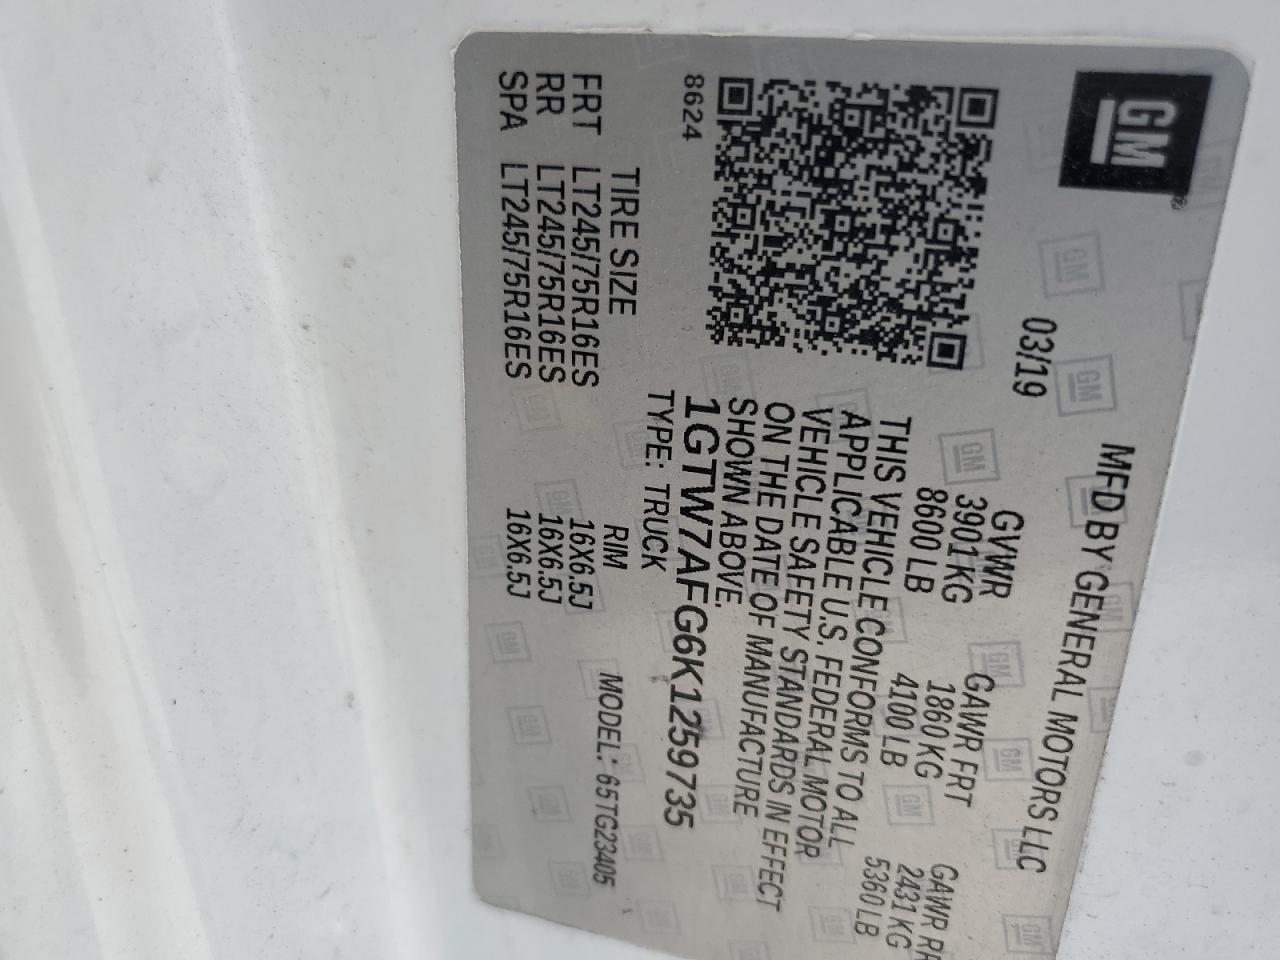 GM
MFD BY GENERAL MOTORS LLC
03/19
GVWR GAWR FRT GAWR RR
3901KG 1860 KG 2431 KG
8600 LB 4100 LB 5360 LB
THIS VEHICLE CONFORMS TO ALL
APPLICABLE U.S. FEDERAL MOTOR
VEHICLE SAFETY STANDARDS IN EFFECT
ON THE DATE OF MANUFACTURE
SHOWN ABOVE.
8624
1GTW7AFG6K1259735
TYPE: TRUCK
MODEL: 65TG23405
TIRE SIZE RIM
FRT LT245/75R16ES 16X6.5J
RR LT245/75R16ES 16X6.5J
SPA LT245/75R16ES 16X6.5J